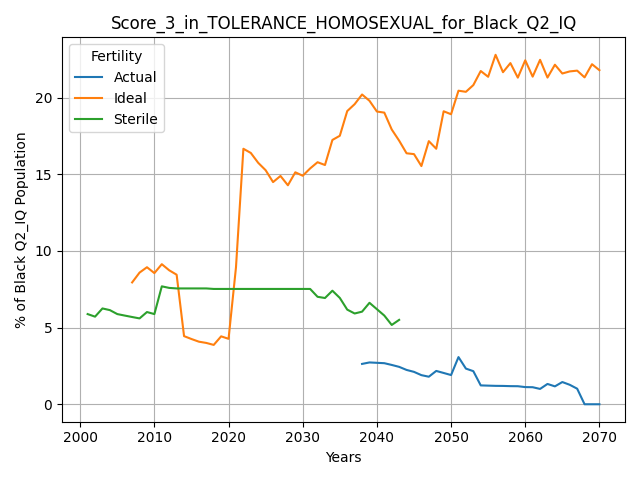 Score_3_in_TOLERANCE_HOMOSEXUAL_for_Black_Q2_IQ
Fertility
Actual
Ideal
Sterile
% of Black Q2_IQ Population
20
15
10
5
0
2000 2010 2020 2030 2040 2050 2060 2070
Years